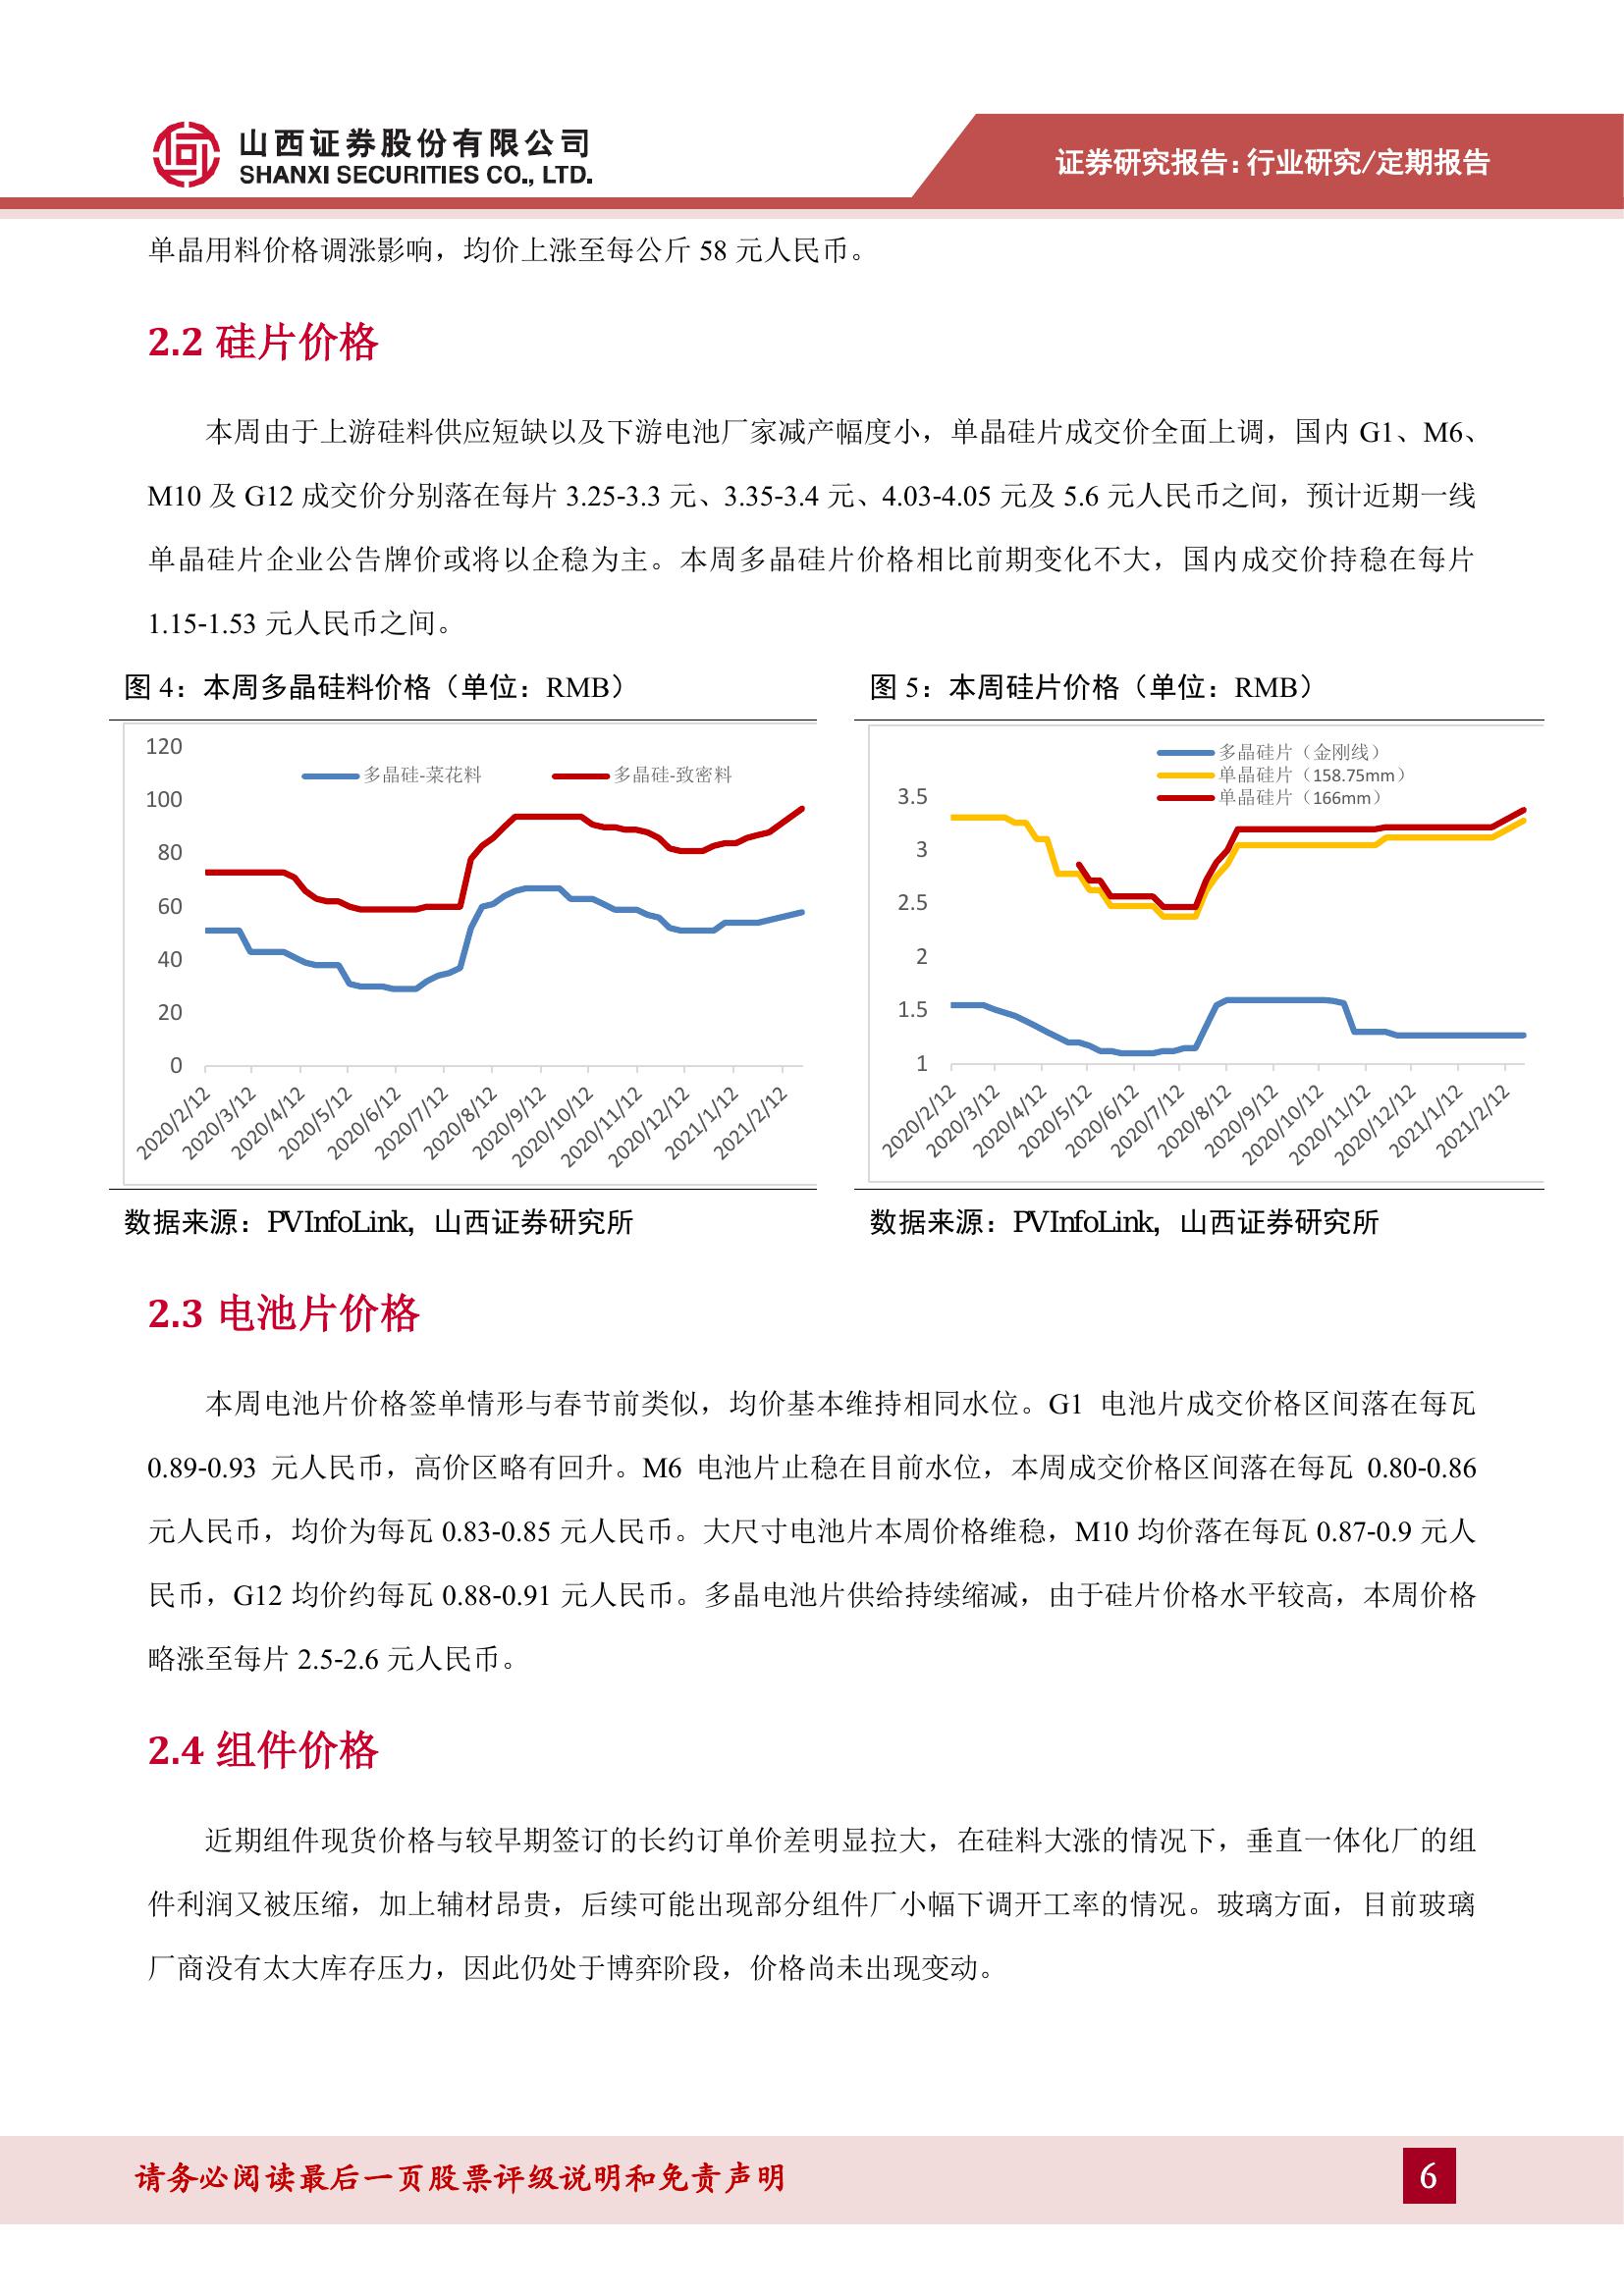 山西证券股份有限公司
SHANXI SECURITIES CO., LTD.
证券研究报告:行业研究/定期报告
单晶用料价格调涨影响，均价上涨至每公斤 58 元人民币。
2.2 硅片价格
本周由于上游硅料供应短缺以及下游电池厂家减产幅度小，单晶硅片成交价全面上调，国内 G1、M6、
M10 及 G12 成交价分别落在每片 3.25-3.3 元、3.35-3.4 元、4.03-4.05 元及 5.6 元人民币之间，预计近期一线
单晶硅片企业公告牌价或将以企稳为主。本周多晶硅片价格相比前期变化不大，国内成交价持稳在每片
1.15-1.53 元人民币之间。
图 4：本周多晶硅料价格（单位：RMB）
120
100
80
60
40
20
0
多晶硅-菜花料
多晶硅-致密料
2020/2/12
2020/3/12
2020/4/12
2020/5/12
2020/6/12
2020/7/12
2020/8/12
2020/9/12
2020/10/12
2020/11/12
2020/12/12
2021/1/12
2021/2/12
数据来源：PVInfoLink，山西证券研究所
图 5：本周硅片价格（单位：RMB）
多晶硅片（金刚线）
单晶硅片（158.75mm）
单晶硅片（166mm）
3.5
3
2.5
2
1.5
1
2020/2/12
2020/3/12
2020/4/12
2020/5/12
2020/6/12
2020/7/12
2020/8/12
2020/9/12
2020/10/12
2020/11/12
2020/12/12
2021/1/12
2021/2/12
数据来源：PVInfoLink，山西证券研究所
2.3 电池片价格
本周电池片价格签单情形与春节前类似，均价基本维持相同水位。G1 电池片成交价格区间落在每瓦
0.89-0.93 元人民币，高价区略有回升。M6 电池片止稳在目前水位，本周成交价格区间落在每瓦 0.80-0.86
元人民币，均价为每瓦 0.83-0.85 元人民币。大尺寸电池片本周价格维稳，M10 均价落在每瓦 0.87-0.9 元人
民币，G12 均价约每瓦 0.88-0.91 元人民币。多晶电池片供给持续缩减，由于硅片价格水平较高，本周价格
略涨至每片 2.5-2.6 元人民币。
2.4 组件价格
近期组件现货价格与较早期签订的长约订单价差明显拉大，在硅料大涨的情况下，垂直一体化厂的组
件利润又被压缩，加上辅材昂贵，后续可能出现部分组件厂小幅下调开工率的情况。玻璃方面，目前玻璃
厂商没有太大库存压力，因此仍处于博弈阶段，价格尚未出现变动。
请务必阅读最后一页股票评级说明和免责声明
6